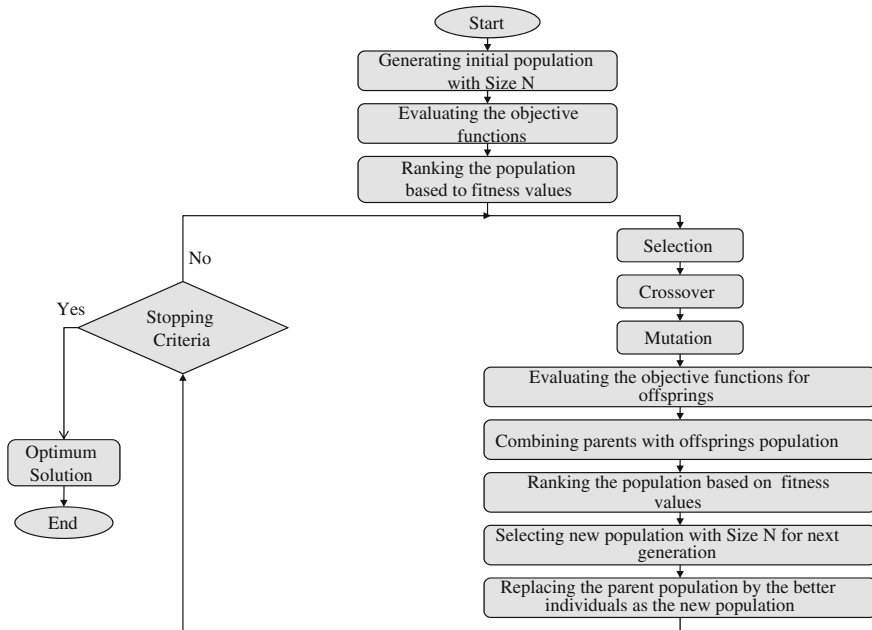 Start
Generating initial population
with Size N
Evaluating the objective
functions
Ranking the population
based to fitness values
No
Yes
Stopping
Criteria
Optimum
Solution
End
Selection
Crossover
Mutation
Evaluating the objective functions for
offsprings
Combining parents with offsprings population
Ranking the population based on fitness
values
Selecting new population with Size N for next
generation
Replacing the parent population by the better
individuals as the new population